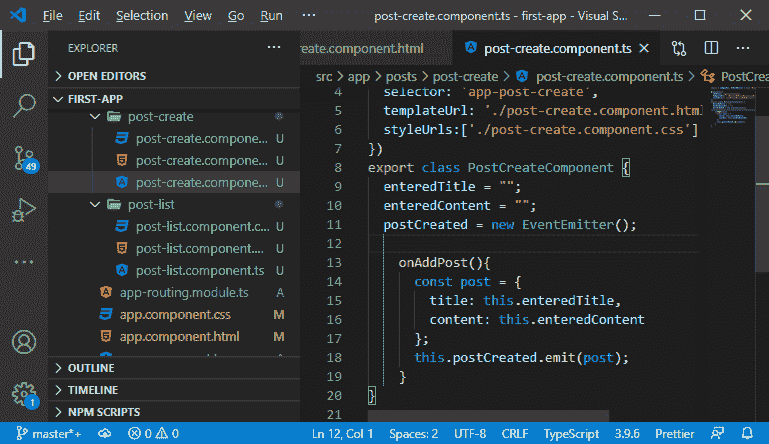 File Edit Selection View Go Run ··· post-create.component.ts - first-app - Visual S...
EXPLORER ···
OPEN EDITORS
FIRST-APP
post-create
post-create.compone... U
post-create.compone... U
post-create.compone... U
post-list
post-list.component.c... U
post-list.component.... U
post-list.component.ts U
app-routing.module.ts A
app.component.css M
app.component.html M
OUTLINE
TIMELINE
NPM SCRIPTS
49
1
reate.component.html post-create.component.ts ···
src > app > posts > post-create > post-create.component.ts > PostCrea
4 selector: 'app-post-create',
5 templateUrl: './post-create.component.htm
6 styleUrls:['./post-create.component.css']
7 })
8 export class PostCreateComponent {
9 enteredTitle = "";
10 enteredContent = "";
11 postCreated = new EventEmitter();
12
13 onAddPost(){
14 const post = {
15 title: this.enteredTitle,
16 content: this.enteredContent
17 };
18 this.postCreated.emit(post);
19 }
20 }
21
master*+ 0 0 Ln 12, Col 1 Spaces: 2 UTF-8 CRLF TypeScript 3.9.6 Prettier